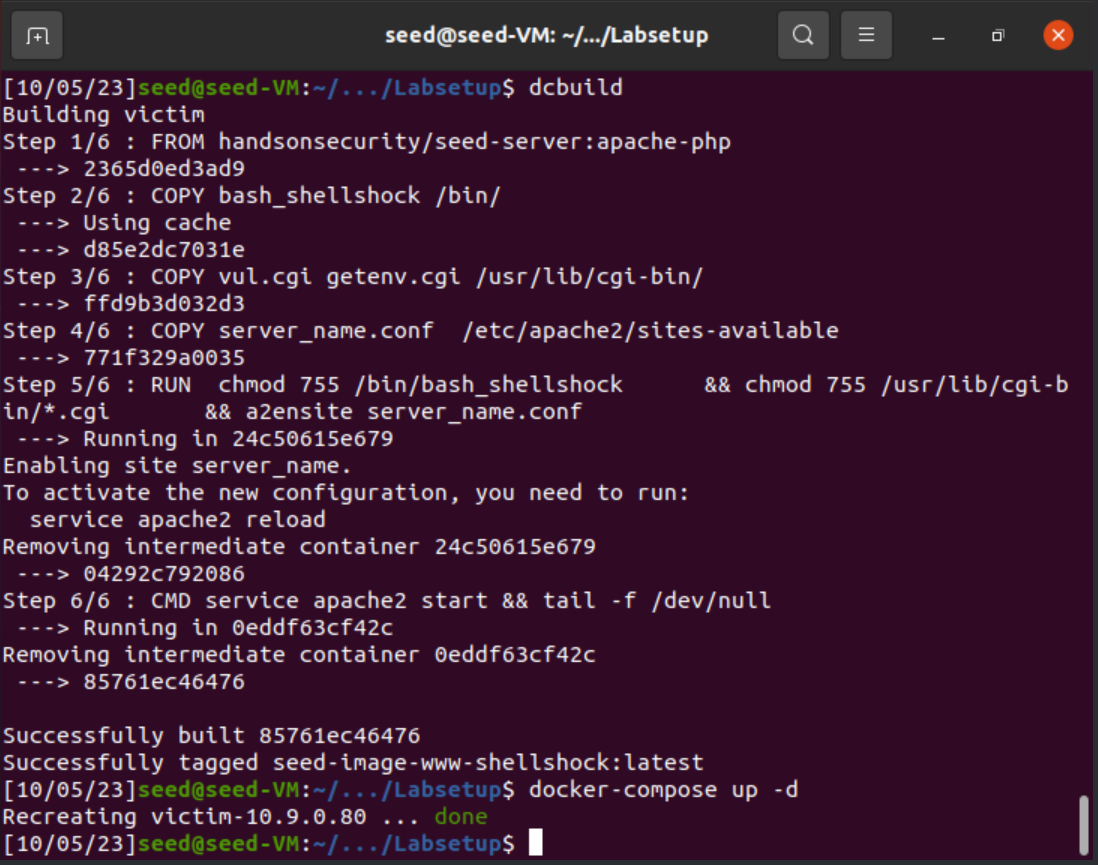 seed@seed-VM: ~/.../Labsetup
[10/05/23]seed@seed-VM:~/.../Labsetup$ dcbuild
Building victim
Step 1/6 : FROM handsonsecurity/seed-server:apache-php
 ---> 2365d0ed3ad9
Step 2/6 : COPY bash_shellshock /bin/
 ---> Using cache
 ---> d85e2dc7031e
Step 3/6 : COPY vul.cgi getenv.cgi /usr/lib/cgi-bin/
 ---> ffd9b3d032d3
Step 4/6 : COPY server_name.conf  /etc/apache2/sites-available
 ---> 771f329a0035
Step 5/6 : RUN  chmod 755 /bin/bash_shellshock      && chmod 755 /usr/lib/cgi-b
in/*.cgi       && a2ensite server_name.conf
 ---> Running in 24c50615e679
Enabling site server_name.
To activate the new configuration, you need to run:
  service apache2 reload
Removing intermediate container 24c50615e679
 ---> 04292c792086
Step 6/6 : CMD service apache2 start && tail -f /dev/null
 ---> Running in 0eddf63cf42c
Removing intermediate container 0eddf63cf42c
 ---> 85761ec46476

Successfully built 85761ec46476
Successfully tagged seed-image-www-shellshock:latest
[10/05/23]seed@seed-VM:~/.../Labsetup$ docker-compose up -d
Recreating victim-10.9.0.80 ... done
[10/05/23]seed@seed-VM:~/.../Labsetup$